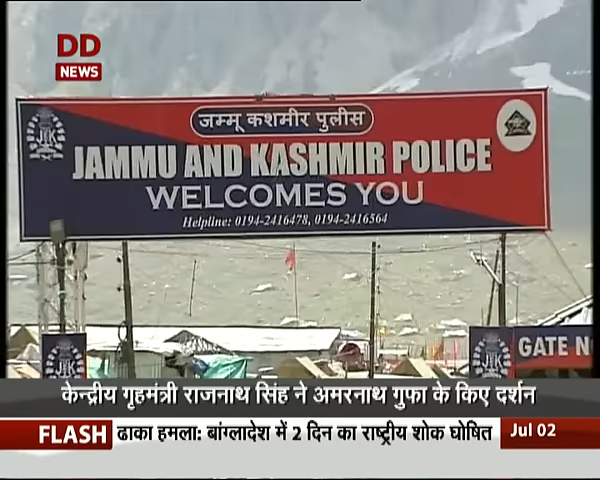 DD
NEWS
जम्मू कशमीर पुलीस
JAMMU AND KASHMIR POLICE
WELCOMES YOU
Helpline: 0194-2416478, 0194-2416564
GATE N
केन्द्रीय गृहमंत्री राजनाथ सिंह ने अमरनाथ गुफा के किए दर्शन
FLASH ढाका हमला: बांग्लादेश में 2 दिन का राष्ट्रीय शोक घोषित Jul 02